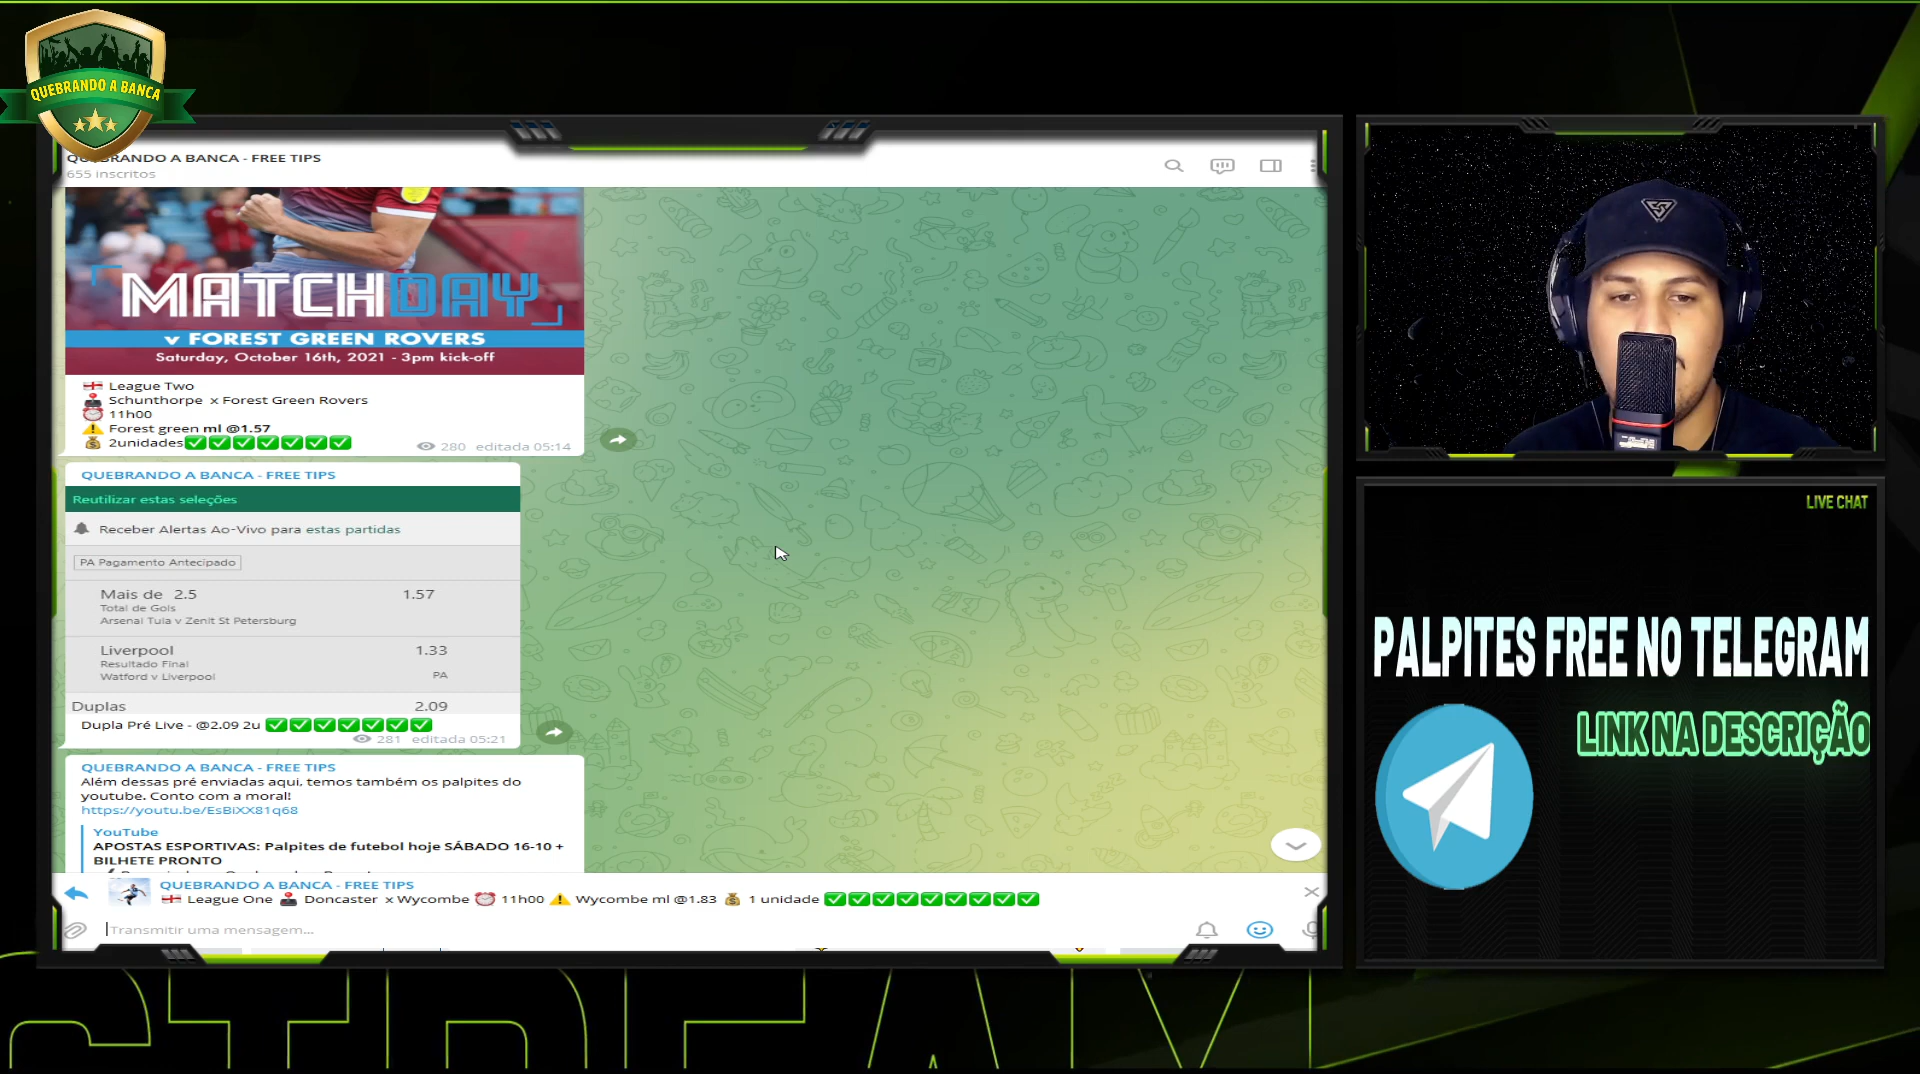 QUEBRANDO A BANCA
QUEBRANDO A BANCA - FREE TIPS
655 inscritos
MATCHDAY
v FOREST GREEN ROVERS
Saturday, October 16th, 2021 - 3pm kick-off
League Two
Schunthorpe x Forest Green Rovers
11h00
Forest green ml @1.57
2unidades✅✅✅✅✅✅✅
280 editada 05:14
QUEBRANDO A BANCA - FREE TIPS
Reutilizar estas seleções
Receber Alertas Ao-Vivo para estas partidas
PA Pagamento Antecipado
Mais de 2.5 1.57
Total de Gols
Arsenal Tula v Zenit St Petersburg
Liverpool 1.33
Resultado Final
Watford v Liverpool PA
Duplas 2.09
Dupla Pré Live - @2.09 2u ✅✅✅✅✅✅✅
281 editada 05:21
QUEBRANDO A BANCA - FREE TIPS
Além dessas pré enviadas aqui, temos também os palpites do
youtube. Conto com a moral!
https://youtu.be/EsBiXX81q68
YouTube
APOSTAS ESPORTIVAS: Palpites de futebol hoje SÁBADO 16-10 +
BILHETE PRONTO
QUEBRANDO A BANCA - FREE TIPS
League One Doncaster x Wycombe 11h00 Wycombe ml @1.83 1 unidade ✅✅✅✅✅✅✅✅✅
Transmitir uma mensagem...
LIVE CHAT
PALPITES FREE NO TELEGRAM
LINK NA DESCRIÇÃO
STREAM